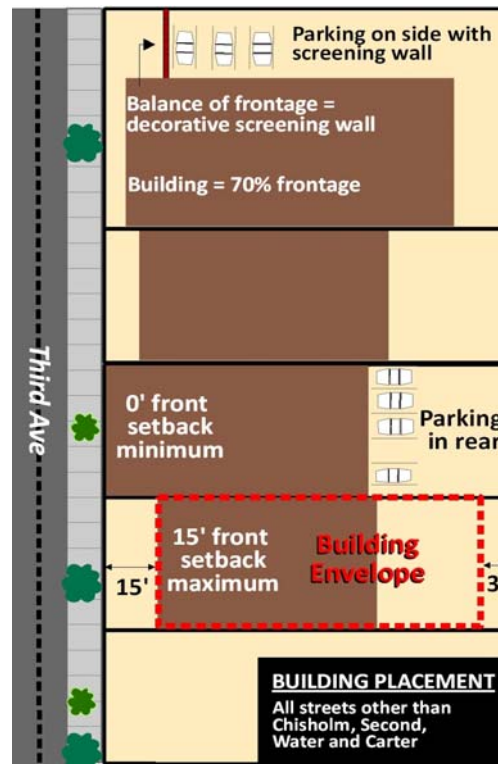 Parking on side with
screening wall
Balance of frontage =
decorative screening wall
Building = 70% frontage
Third Ave
0' front
setback
minimum
Parking
in rear
15' front
setback
maximum
Building
Envelope
15'
3
BUILDING PLACEMENT
All streets other than
Chisholm, Second,
Water and Carter